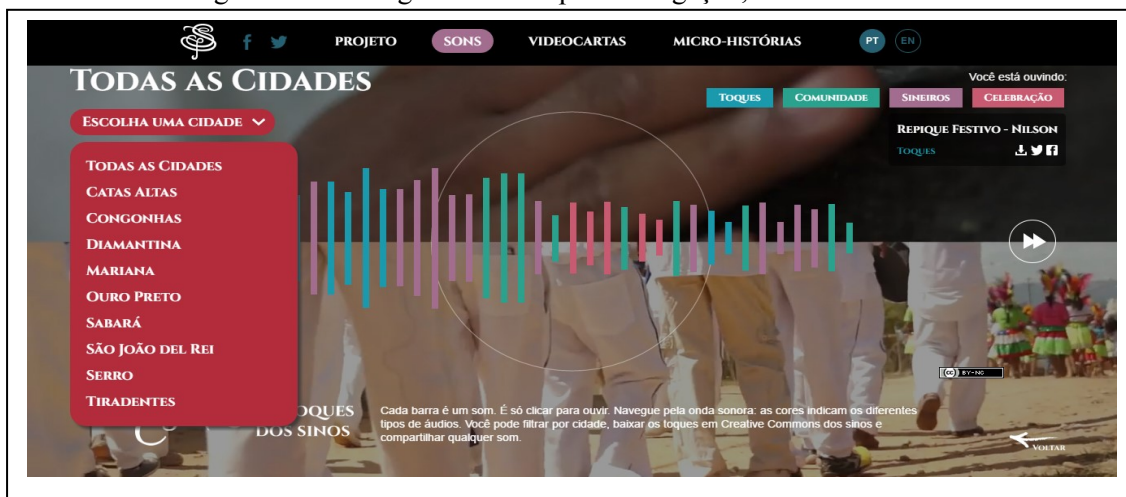 PROJETO
SONS
VIDEOCARTAS
MICRO-HISTÓRIAS
PT
EN
TODAS AS CIDADES
Você está ouvindo:
TOQUES
COMUNIDADE
SINEIROS
CELEBRAÇÃO
ESCOLHA UMA CIDADE
REPIQUE FESTIVO - NILSON
TOQUES
TODAS AS CIDADES
CATAS ALTAS
CONGONHAS
DIAMANTINA
MARIANA
OURO PRETO
SABARÁ
SÃO JOÃO DEL REI
SERRO
TIRADENTES
BY-NC
DOS SINOS
Cada barra é um som. É só clicar para ouvir. Navegue pela onda sonora: as cores indicam os diferentes
tipos de áudios. Você pode filtrar por cidade, baixar os toques em Creative Commons dos sinos e
compartilhar qualquer som.
VOLTAR